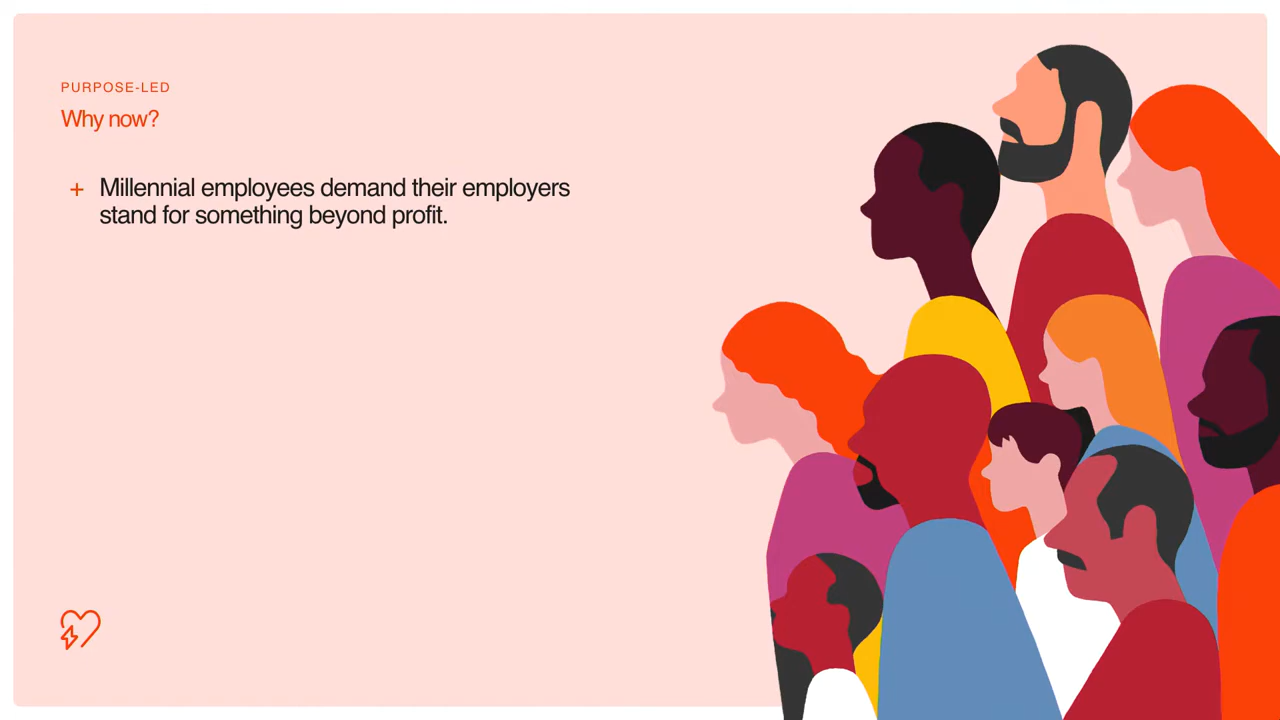 PURPOSE-LED
Why now?
+ Millennial employees demand their employers
stand for something beyond profit.